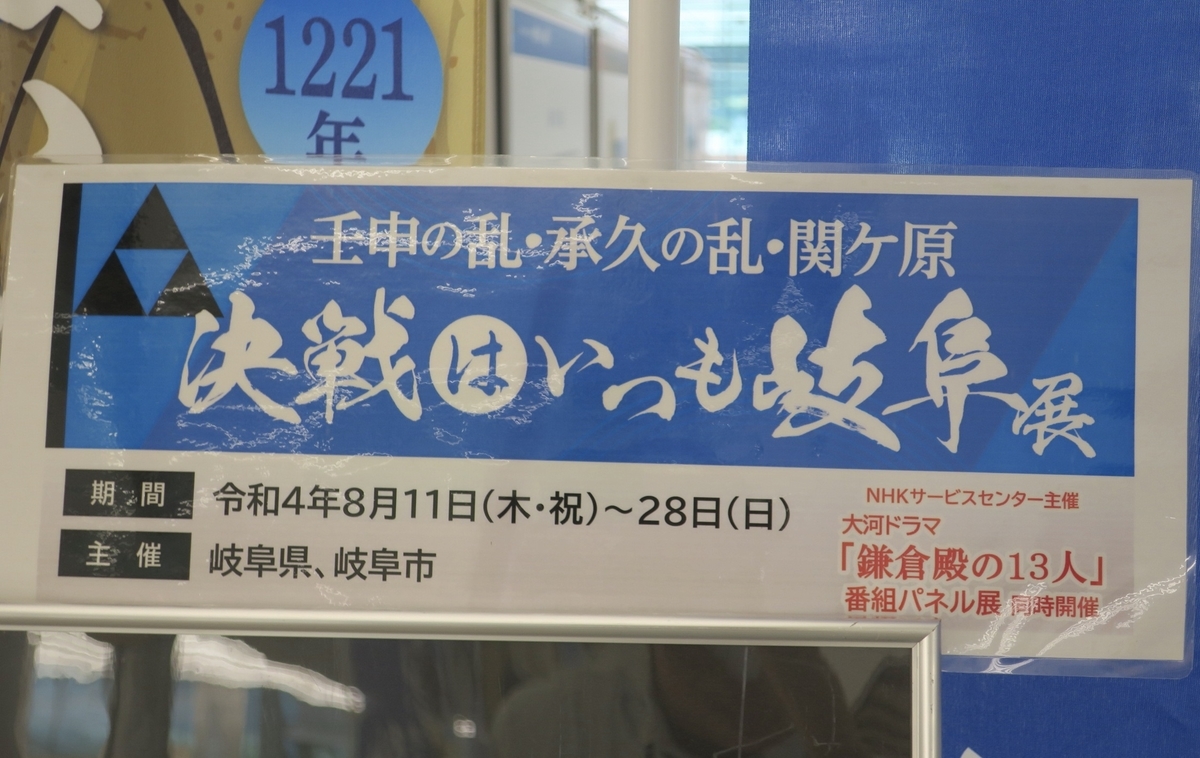 1221
年
壬申の乱・承久の乱・関ケ原
決戦はいつも岐阜展
期間
令和4年8月11日(木・祝)～28日(日)
主催
岐阜県、岐阜市
NHKサービスセンター主催
大河ドラマ
「鎌倉殿の13人」
番組パネル展 同時開催